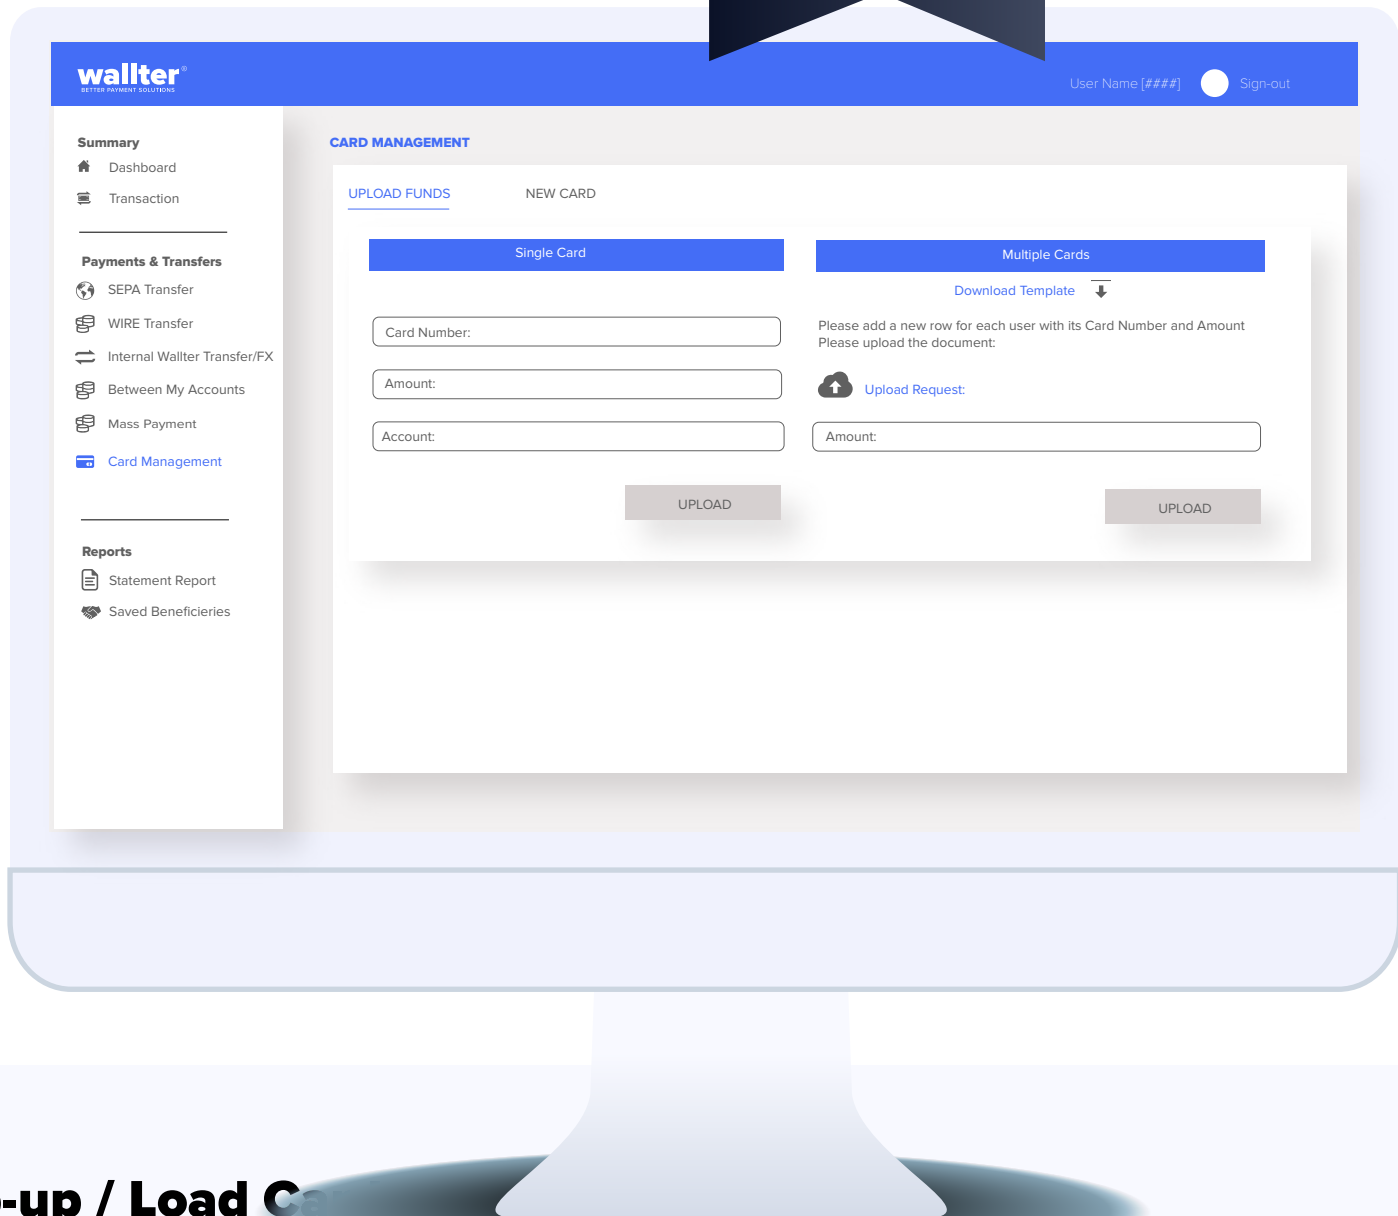 wallter®
BETTER PAYMENT SOLUTIONS
User Name [####]
Sign-out
Summary
Dashboard
Transaction
Payments & Transfers
SEPA Transfer
WIRE Transfer
Internal Wallter Transfer/FX
Between My Accounts
Mass Payment
Card Management
Reports
Statement Report
Saved Beneficieries
CARD MANAGEMENT
UPLOAD FUNDS
NEW CARD
Single Card
Card Number:
Amount:
Account:
UPLOAD
Multiple Cards
Download Template
Please add a new row for each user with its Card Number and Amount
Please upload the document:
Upload Request:
Amount:
UPLOAD
-up / Load